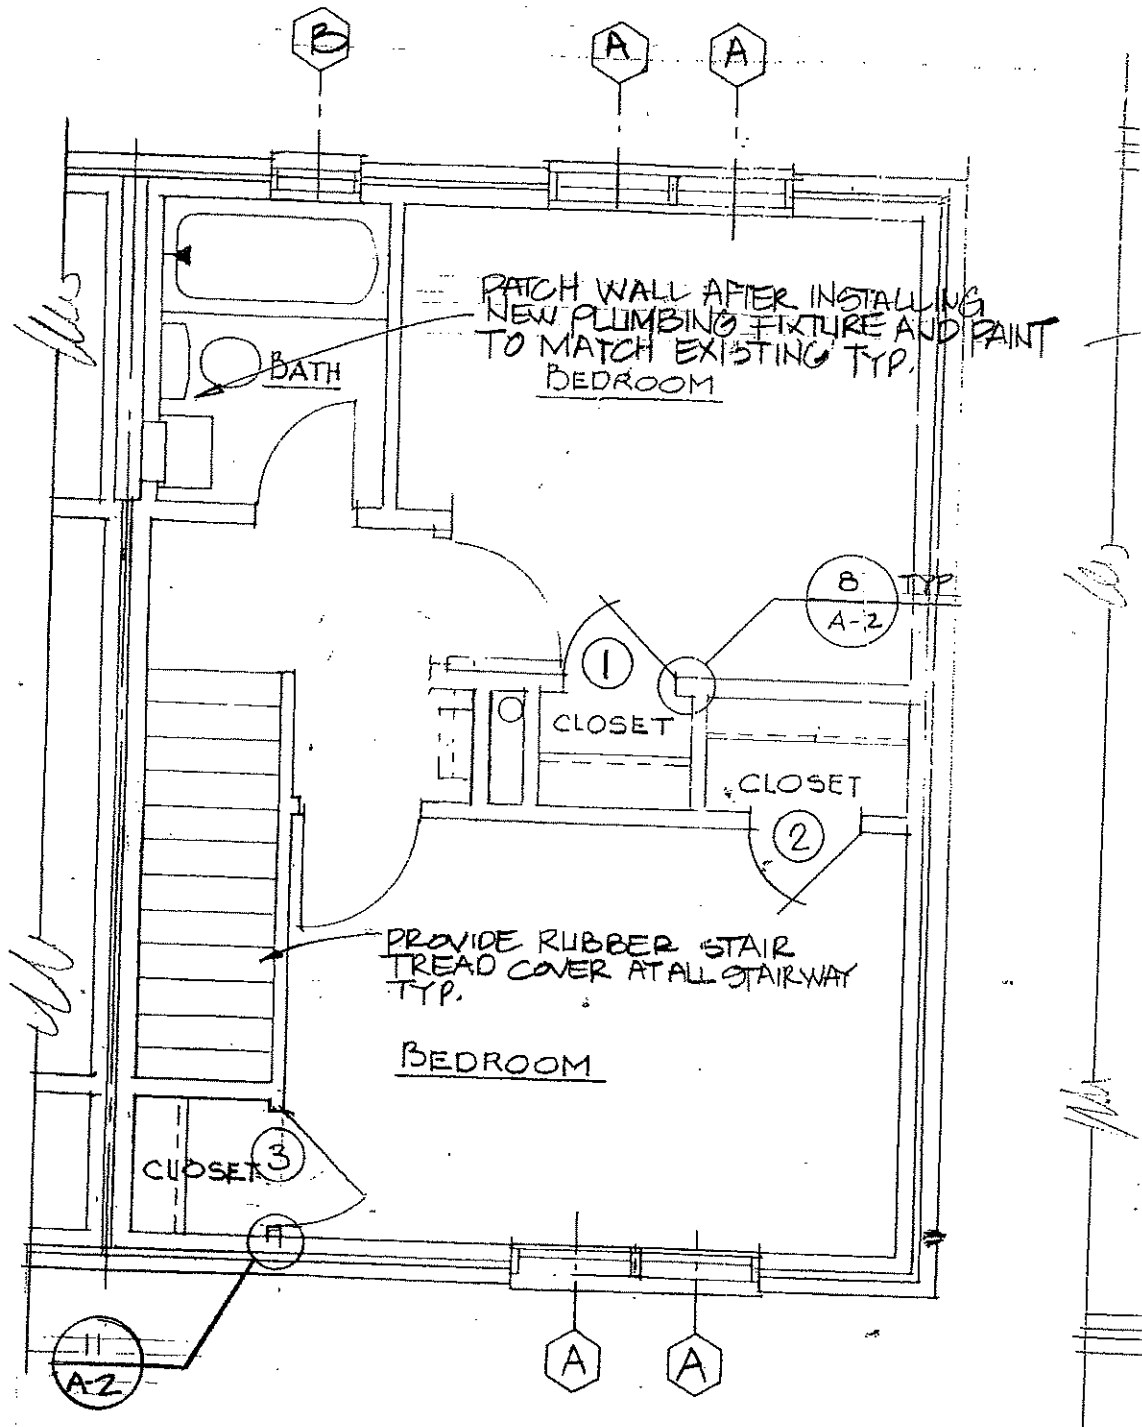 B
A
A
PATCH WALL AFTER INSTALLING
NEW PLUMBING FIXTURE AND PAINT
TO MATCH EXISTING TYP.
BATH
BEDROOM
8
A-2
TYP
1
CLOSET
CLOSET
2
PROVIDE RUBBER STAIR
TREAD COVER AT ALL STAIRWAY
TYP.
BEDROOM
CLOSET
3
11
A-2
A
A